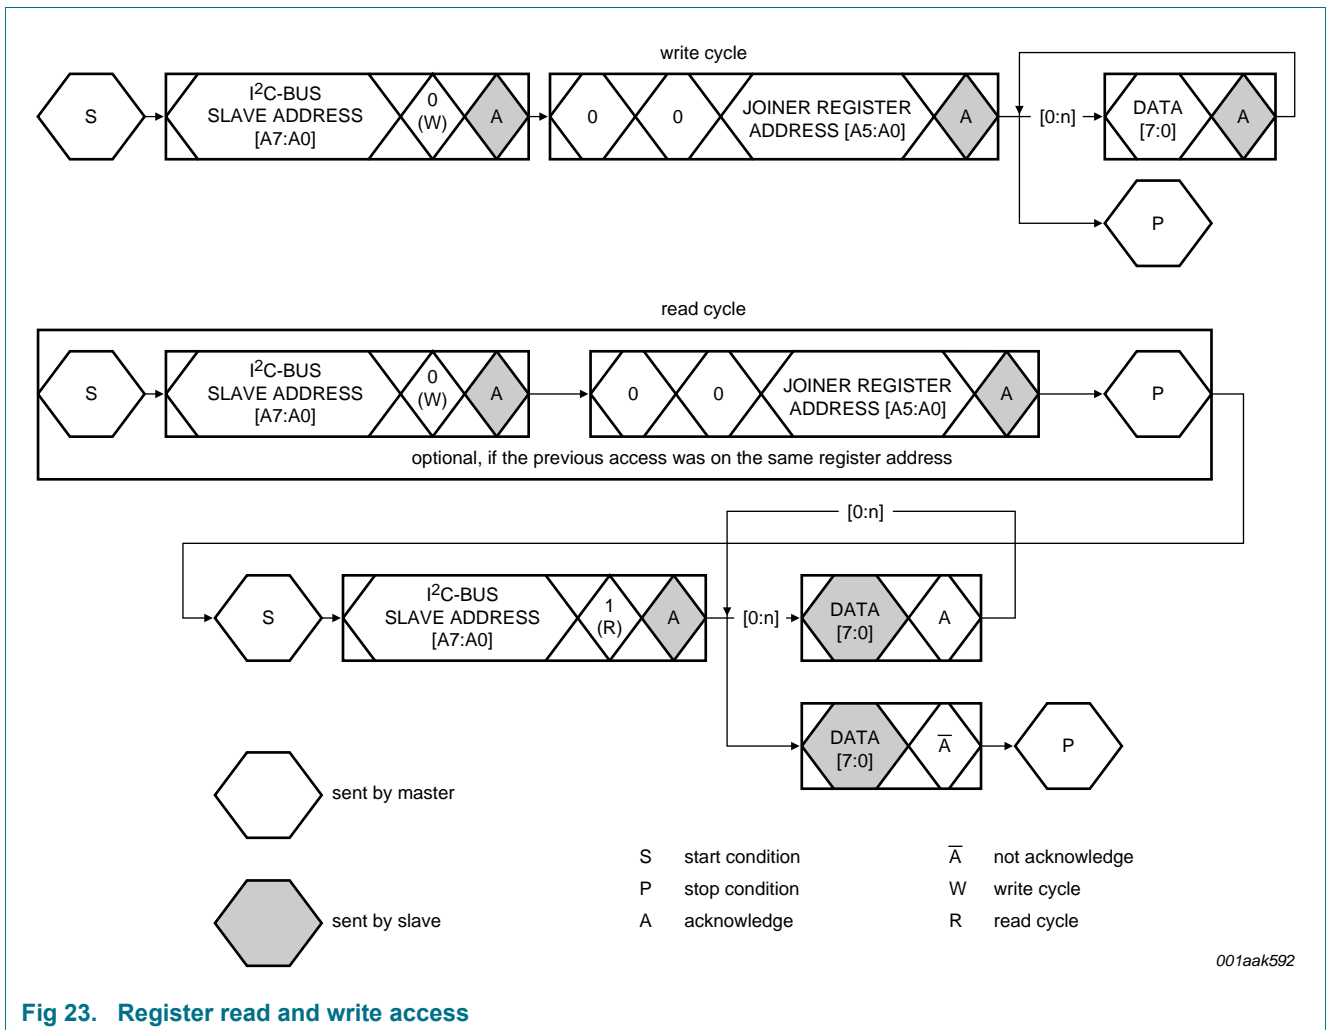 write cycle
S
I²C-BUS
SLAVE ADDRESS
[A7:A0]
0
(W)
A
0
0
JOINER REGISTER
ADDRESS [A5:A0]
A
[0:n]
DATA
[7:0]
A
P
read cycle
S
I²C-BUS
SLAVE ADDRESS
[A7:A0]
0
(W)
A
0
0
JOINER REGISTER
ADDRESS [A5:A0]
A
P
optional, if the previous access was on the same register address
[0:n]
S
I²C-BUS
SLAVE ADDRESS
[A7:A0]
1
(R)
A
[0:n]
DATA
[7:0]
A
DATA
[7:0]
A̅
P
sent by master
sent by slave
S start condition
P stop condition
A acknowledge
A̅ not acknowledge
W write cycle
R read cycle
001aak592
Fig 23. Register read and write access